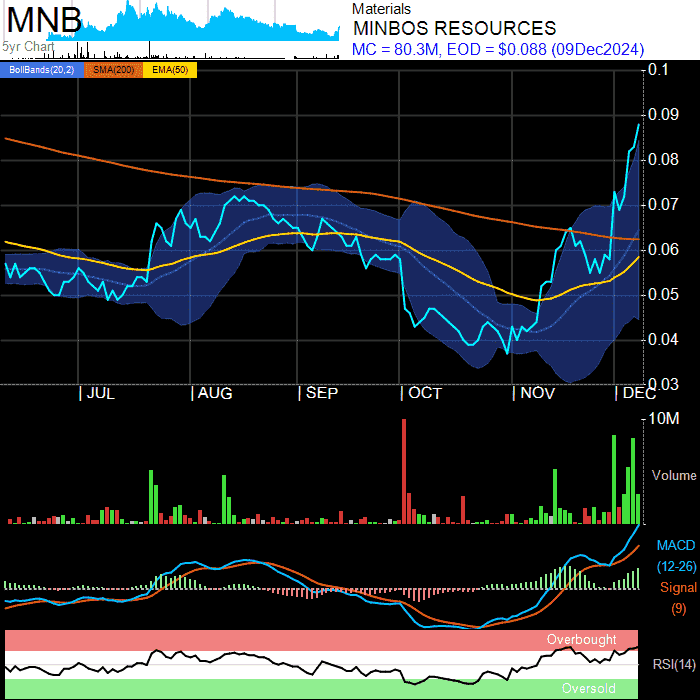 MNB
5yr Chart
Materials
MINBOS RESOURCES
MC = 80.3M, EOD = $0.088 (09Dec2024)
BollBands(20,2) SMA(200) EMA(50)
0.1
0.09
0.08
0.07
0.06
0.05
0.04
0.03
JUL AUG SEP OCT NOV DEC
10M
Volume
MACD
(12-26)
Signal
(9)
Overbought
RSI(14)
Oversold